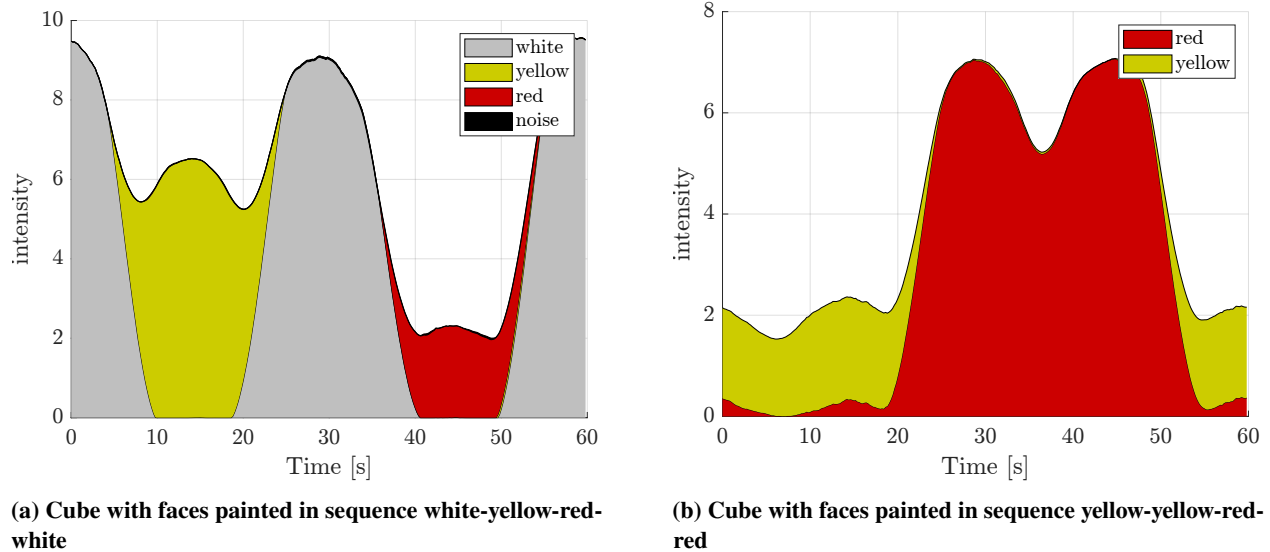 10
8
6
4
2
0
intensity
white
yellow
red
noise
0 10 20 30 40 50 60
Time [s]
(a) Cube with faces painted in sequence white-yellow-red-
white
8
6
4
2
0
intensity
red
yellow
0 10 20 30 40 50 60
Time [s]
(b) Cube with faces painted in sequence yellow-yellow-red-
red